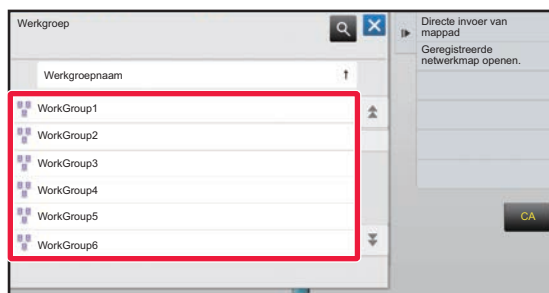 Werkgroep
Werkgroepnaam
WorkGroup1
WorkGroup2
WorkGroup3
WorkGroup4
WorkGroup5
WorkGroup6
Directe invoer van
mappad
Geregistreerde
netwerkmap openen.
CA